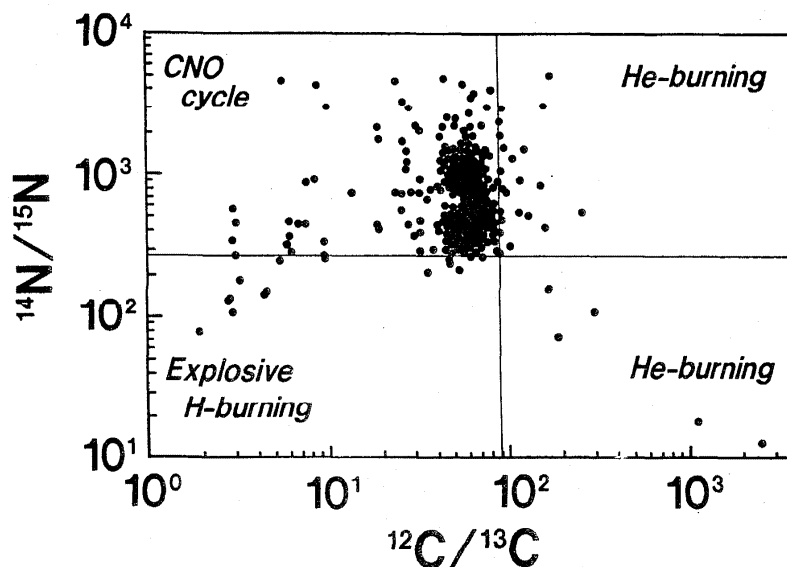 10⁴
CNO
cycle
He-burning
10³
¹⁴N/¹⁵N
10²
Explosive
H-burning
He-burning
10¹
10⁰
10¹
10²
10³
¹²C/¹³C